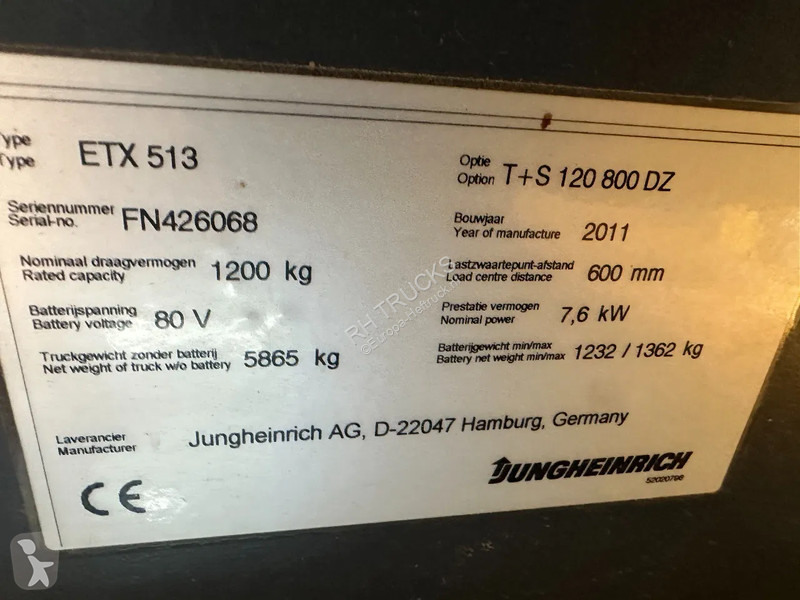 Type ETX 513
Type
Optie T+S 120 800 DZ
Option
Seriennummer FN426068
Serial-no.
Bouwjaar 2011
Year of manufacture
Nominaal draagvermogen 1200 kg
Rated capacity
Lastzwaartepunt-afstand 600 mm
Load centre distance
Batterijspanning 80 V
Battery voltage
Prestatie vermogen 7,6 kW
Nominal power
Truckgewicht zonder batterij 5865 kg
Net weight of truck w/o battery
Batterijgewicht min/max 1232 / 1362 kg
Battery net weight min/max
Laverancier Jungheinrich AG, D-22047 Hamburg, Germany
Manufacturer
CE
JUNGHEINRICH
52020796
RH TRUCKS